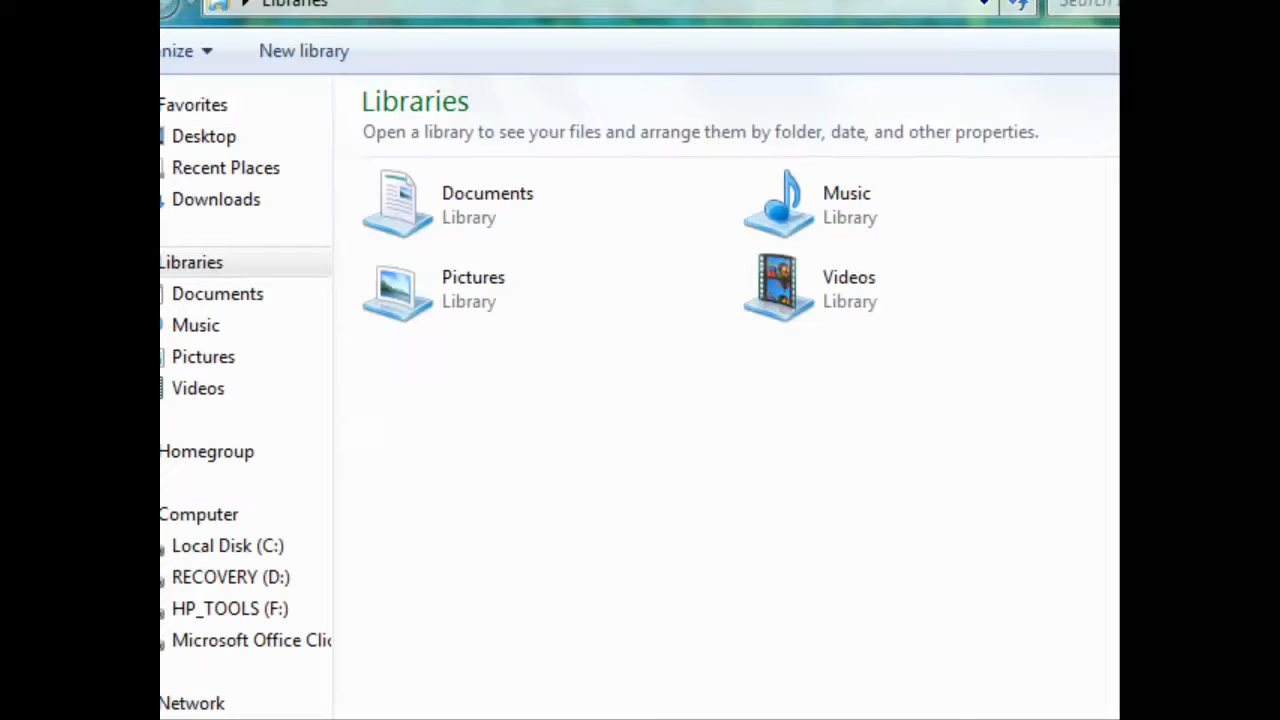 Libraries
nize
New library
Favorites
Desktop
Recent Places
Downloads
Libraries
Documents
Music
Pictures
Videos
Homegroup
Computer
Local Disk (C:)
RECOVERY (D:)
HP_TOOLS (F:)
Microsoft Office Clic
Network
Libraries
Open a library to see your files and arrange them by folder, date, and other properties.
Documents
Library
Music
Library
Pictures
Library
Videos
Library